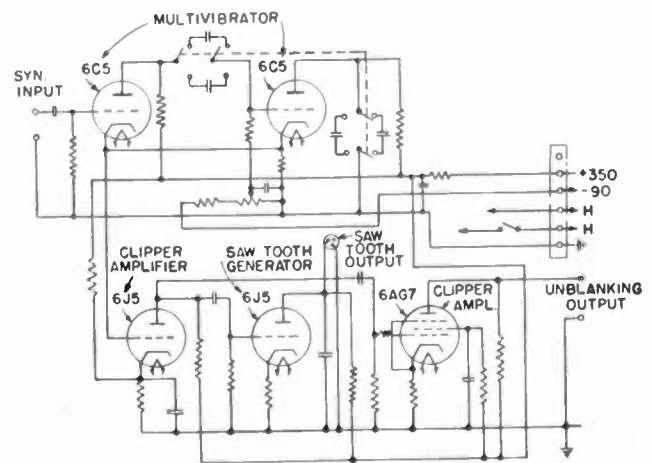 MULTIVIBRATOR
6C5
6C5
SYN.
INPUT
+350
-90
H
H
CLIPPER
AMPLIFIER
6J5
SAW TOOTH
GENERATOR
6J5
SAW
TOOTH
OUTPUT
6AG7
CLIPPER
AMPL.
UNBLANKING
OUTPUT